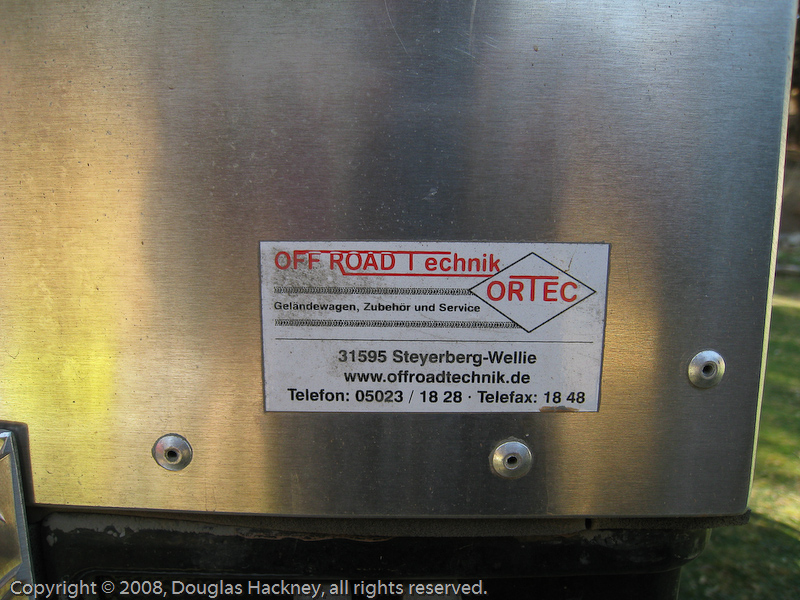 OFF ROAD Technik
ORTEC
Geländewagen, Zubehör und Service
31595 Steyerberg-Wellie
www.offroadtechnik.de
Telefon: 05023 / 18 28 · Telefax: 18 48
Copyright © 2008, Douglas Hackney, all rights reserved.